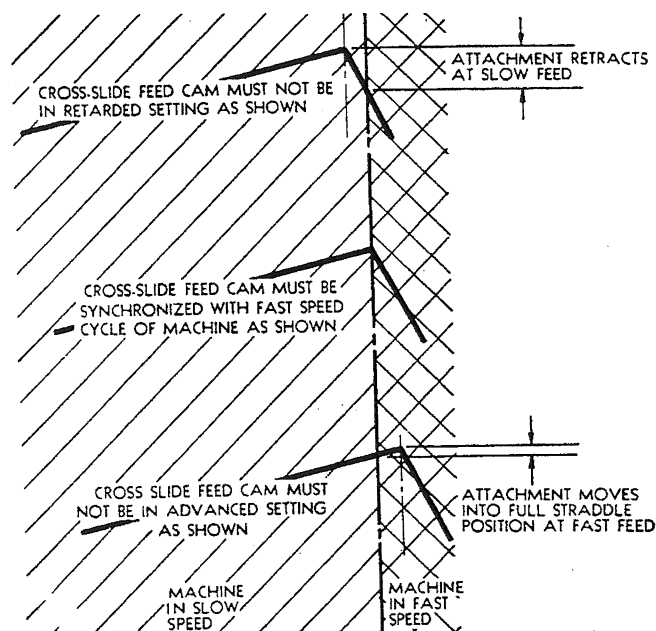 ATTACHMENT RETRACTS
AT SLOW FEED
CROSS-SLIDE FEED CAM MUST NOT BE
IN RETARDED SETTING AS SHOWN
CROSS-SLIDE FEED CAM MUST BE
SYNCHRONIZED WITH FAST SPEED
CYCLE OF MACHINE AS SHOWN
CROSS SLIDE FEED CAM MUST
NOT BE IN ADVANCED SETTING
AS SHOWN
ATTACHMENT MOVES
INTO FULL STRADDLE
POSITION AT FAST FEED
MACHINE
IN SLOW
SPEED
MACHINE
IN FAST
SPEED